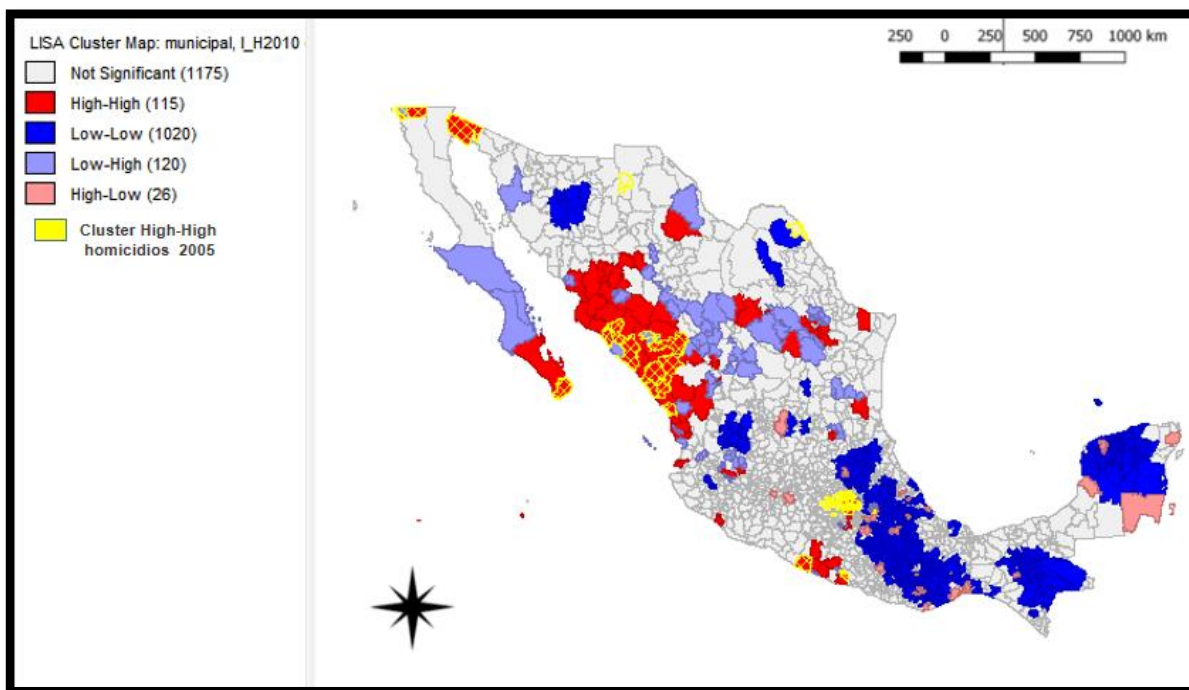 LISA Cluster Map: municipal, I_H2010
Not Significant (1175)
High-High (115)
Low-Low (1020)
Low-High (120)
High-Low (26)
Cluster High-High
homicidios 2005
250 0 250 500 750 1000 km